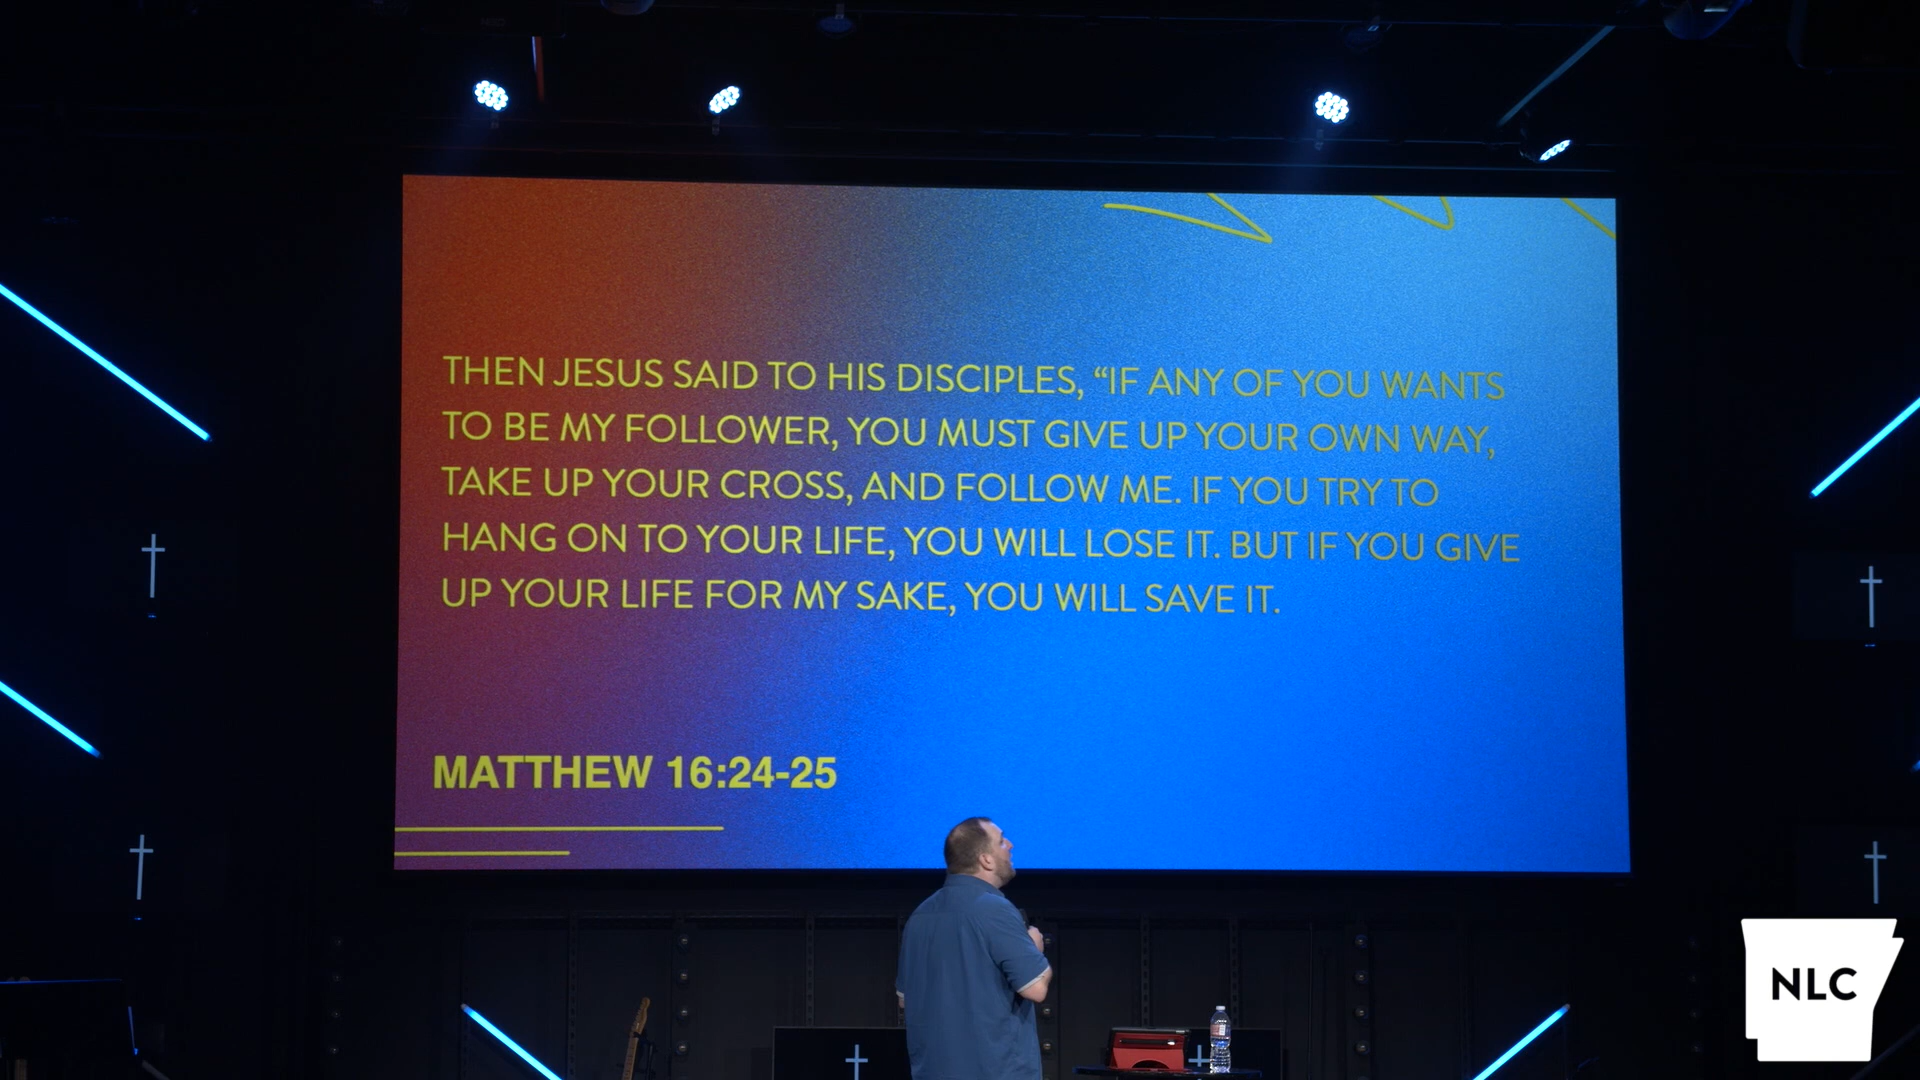 THEN JESUS SAID TO HIS DISCIPLES, “IF ANY OF YOU WANTS
TO BE MY FOLLOWER, YOU MUST GIVE UP YOUR OWN WAY,
TAKE UP YOUR CROSS, AND FOLLOW ME. IF YOU TRY TO
HANG ON TO YOUR LIFE, YOU WILL LOSE IT. BUT IF YOU GIVE
UP YOUR LIFE FOR MY SAKE, YOU WILL SAVE IT.
MATTHEW 16:24-25
NLC